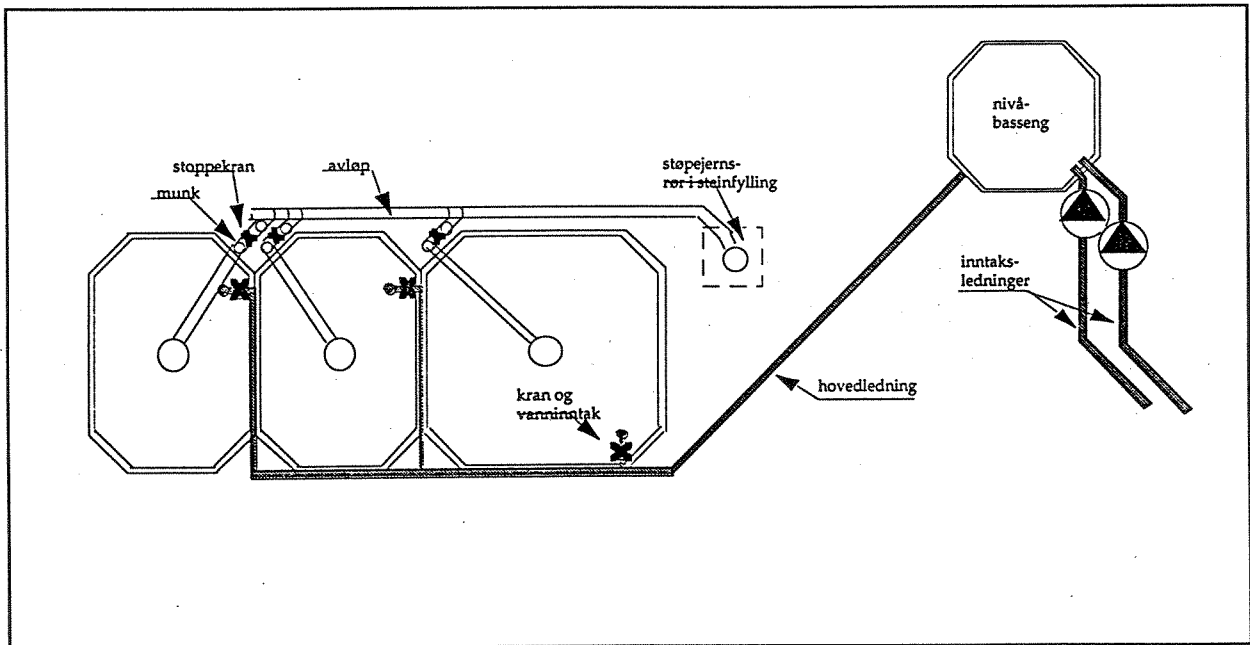 nivå-
basseng
stoppekran
avløp
støpejerns-
rør i steinfylling
munk
inntaks-
ledninger
kran og
vanninntak
hovedledning